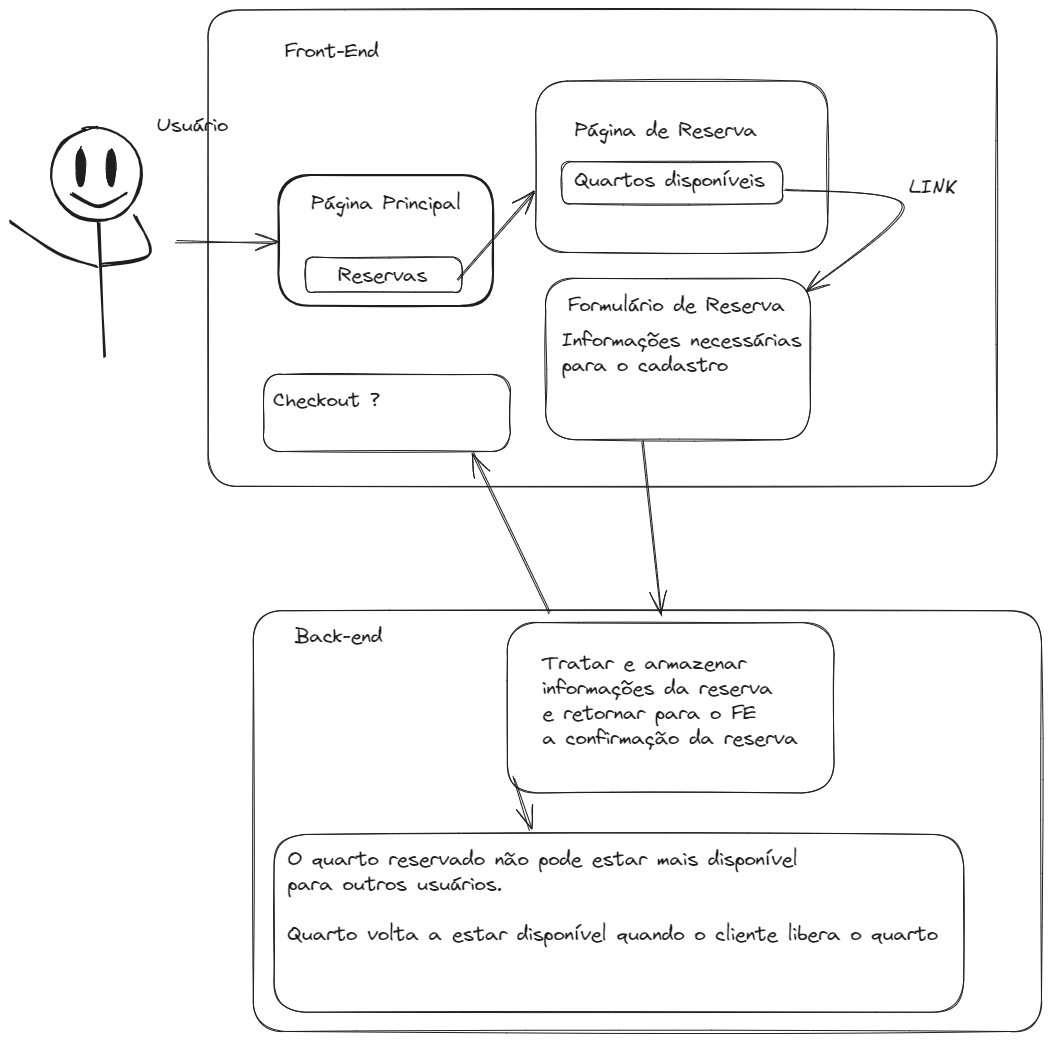 Front-End
Usuário
Página Principal
Reservas
Página de Reserva
Quartos disponíveis
LINK
Formulário de Reserva
Informações necessárias
para o cadastro
Checkout ?
Back-end
Tratar e armazenar
informações da reserva
e retornar para o FE
a confirmação da reserva
O quarto reservado não pode estar mais disponível
para outros usuários.
Quarto volta a estar disponível quando o cliente libera o quarto